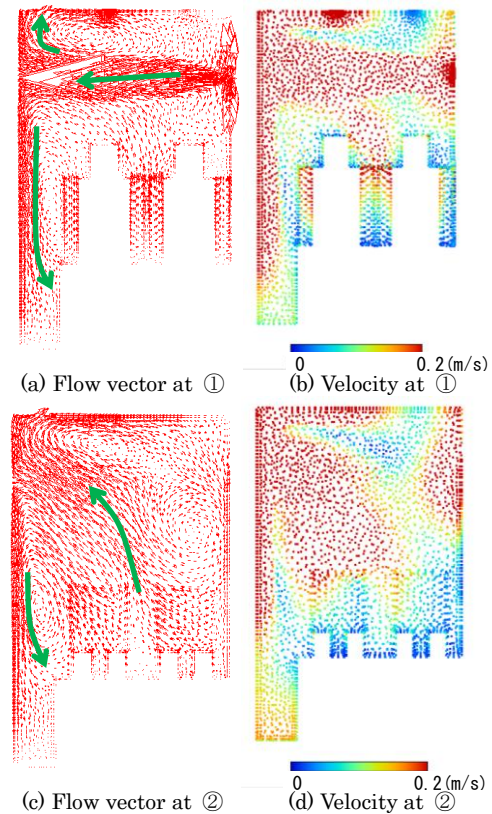 0 0.2(m/s)
(a) Flow vector at ① (b) Velocity at ①
0 0.2(m/s)
(c) Flow vector at ② (d) Velocity at ②